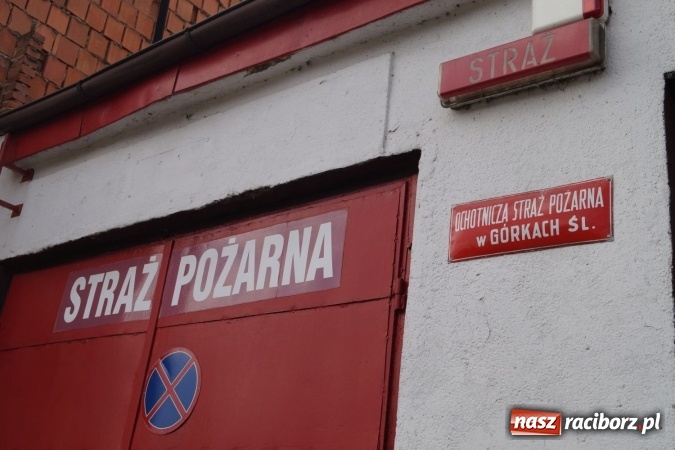 STRAŻ
OCHOTNICZA STRAŻ POŻARNA
w GÓRKACH ŚL.
STRAŻ POŻARNA
nasz raciborz.pl